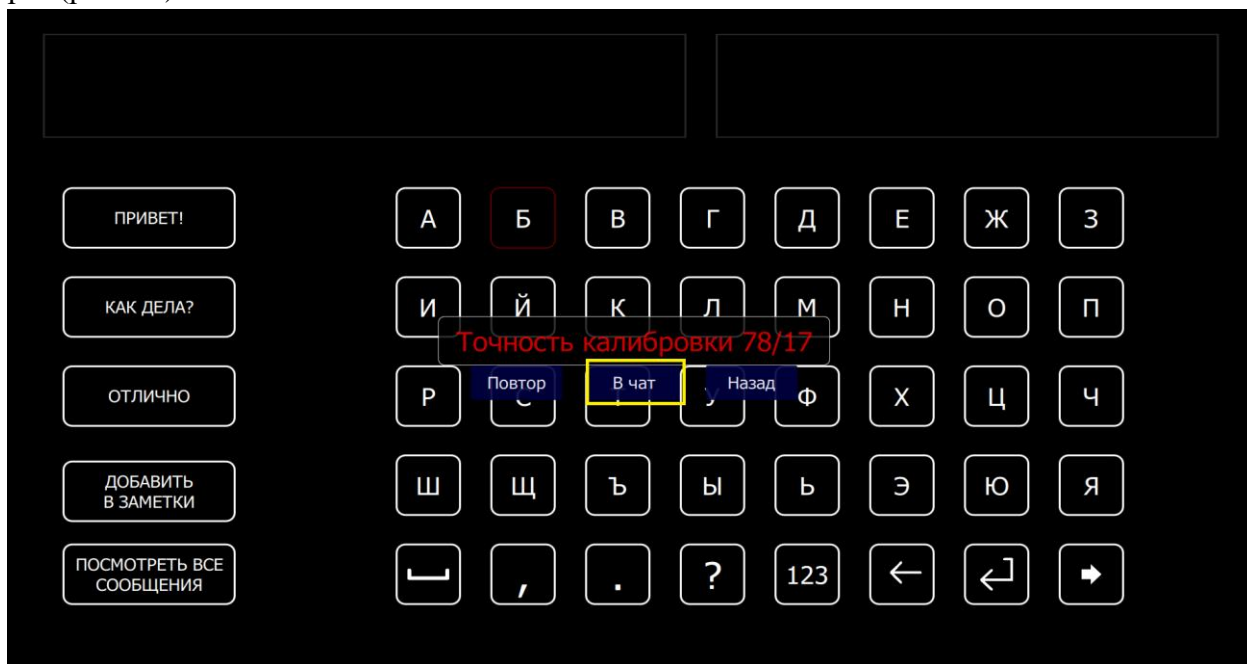 ПРИВЕТ!
А Б В Г Д Е Ж З
КАК ДЕЛА?
И Й К Л М Н О П
Точность калибровки 78/17
Повтор В чат Назад
ОТЛИЧНО
Р С Т У Ф Х Ц Ч
ДОБАВИТЬ
В ЗАМЕТКИ
Ш Щ Ъ Ы Ь Э Ю Я
ПОСМОТРЕТЬ ВСЕ
СООБЩЕНИЯ
, . ? 123